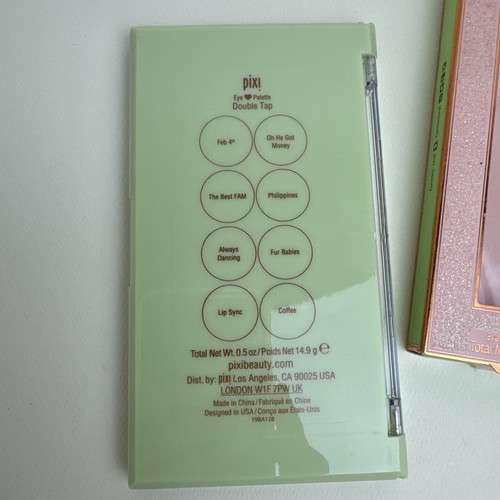 pixi
Eye ♥ Palette
Double Tap
Feb 4th
Oh He Got
Money
The Best FAM
Philippines
Always
Dancing
Fur Babies
Lip Sync
Coffee
Total Net Wt. 0.5 oz / Poids Net 14.9 g ℮
pixibeauty.com
Dist. by: pixi Los Angeles, CA 90025 USA
LONDON W1F 7PW UK
Made in China / Fabriqué en Chine
Designed in USA / Conçu aux États-Unis
19BA128